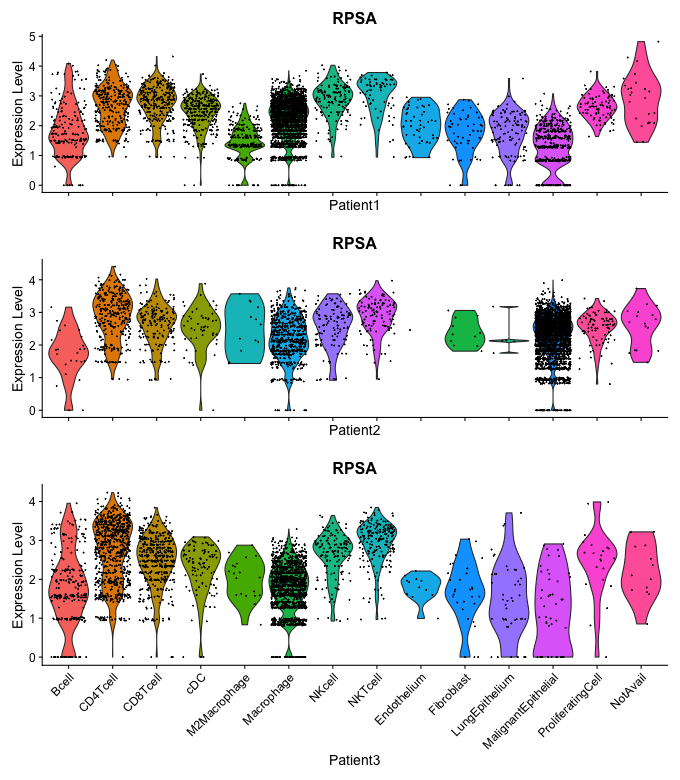 RPSA
Expression Level
5
4
3
2
1
0
Patient1
RPSA
Expression Level
4
3
2
1
0
Patient2
RPSA
Expression Level
4
3
2
1
0
Bcell
CD4Tcell
CD8Tcell
cDC
M2Macrophage
Macrophage
NKcell
NKTcell
Endothelium
Fibroblast
LungEpithelium
MalignantEpithelial
ProliferatingCell
NotAvail
Patient3